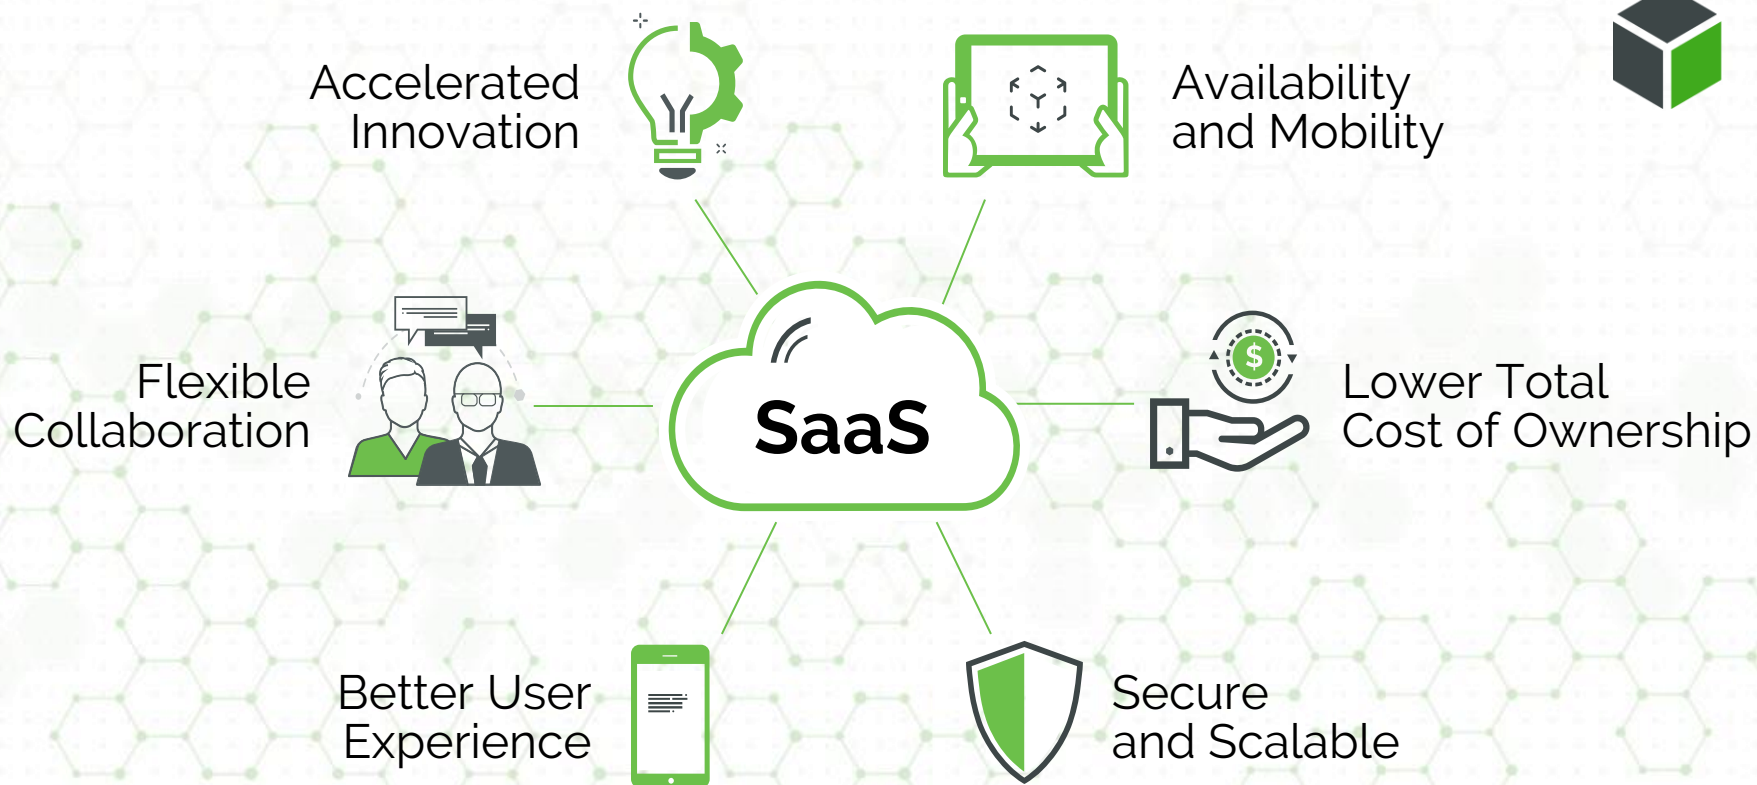 Accelerated
Innovation
Availability
and Mobility
Flexible
Collaboration
SaaS
$
Lower Total
Cost of Ownership
Better User
Experience
Secure
and Scalable